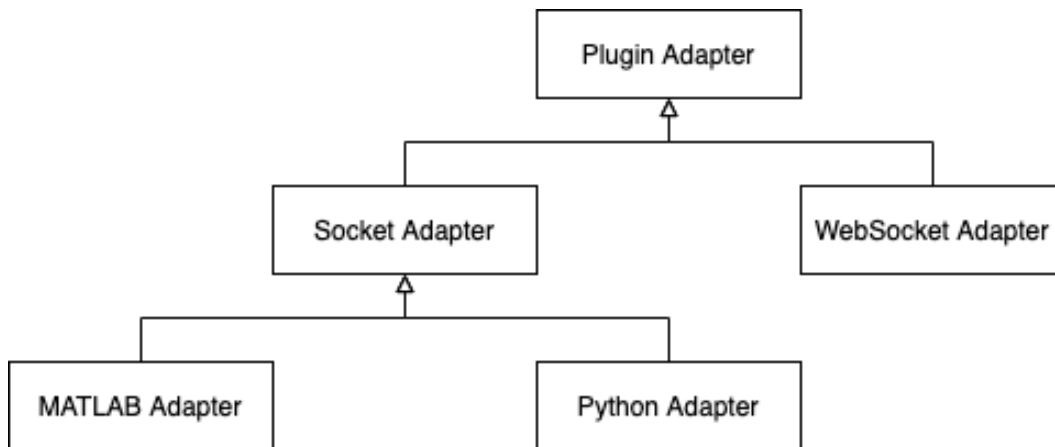 Plugin Adapter
Socket Adapter
WebSocket Adapter
MATLAB Adapter
Python Adapter